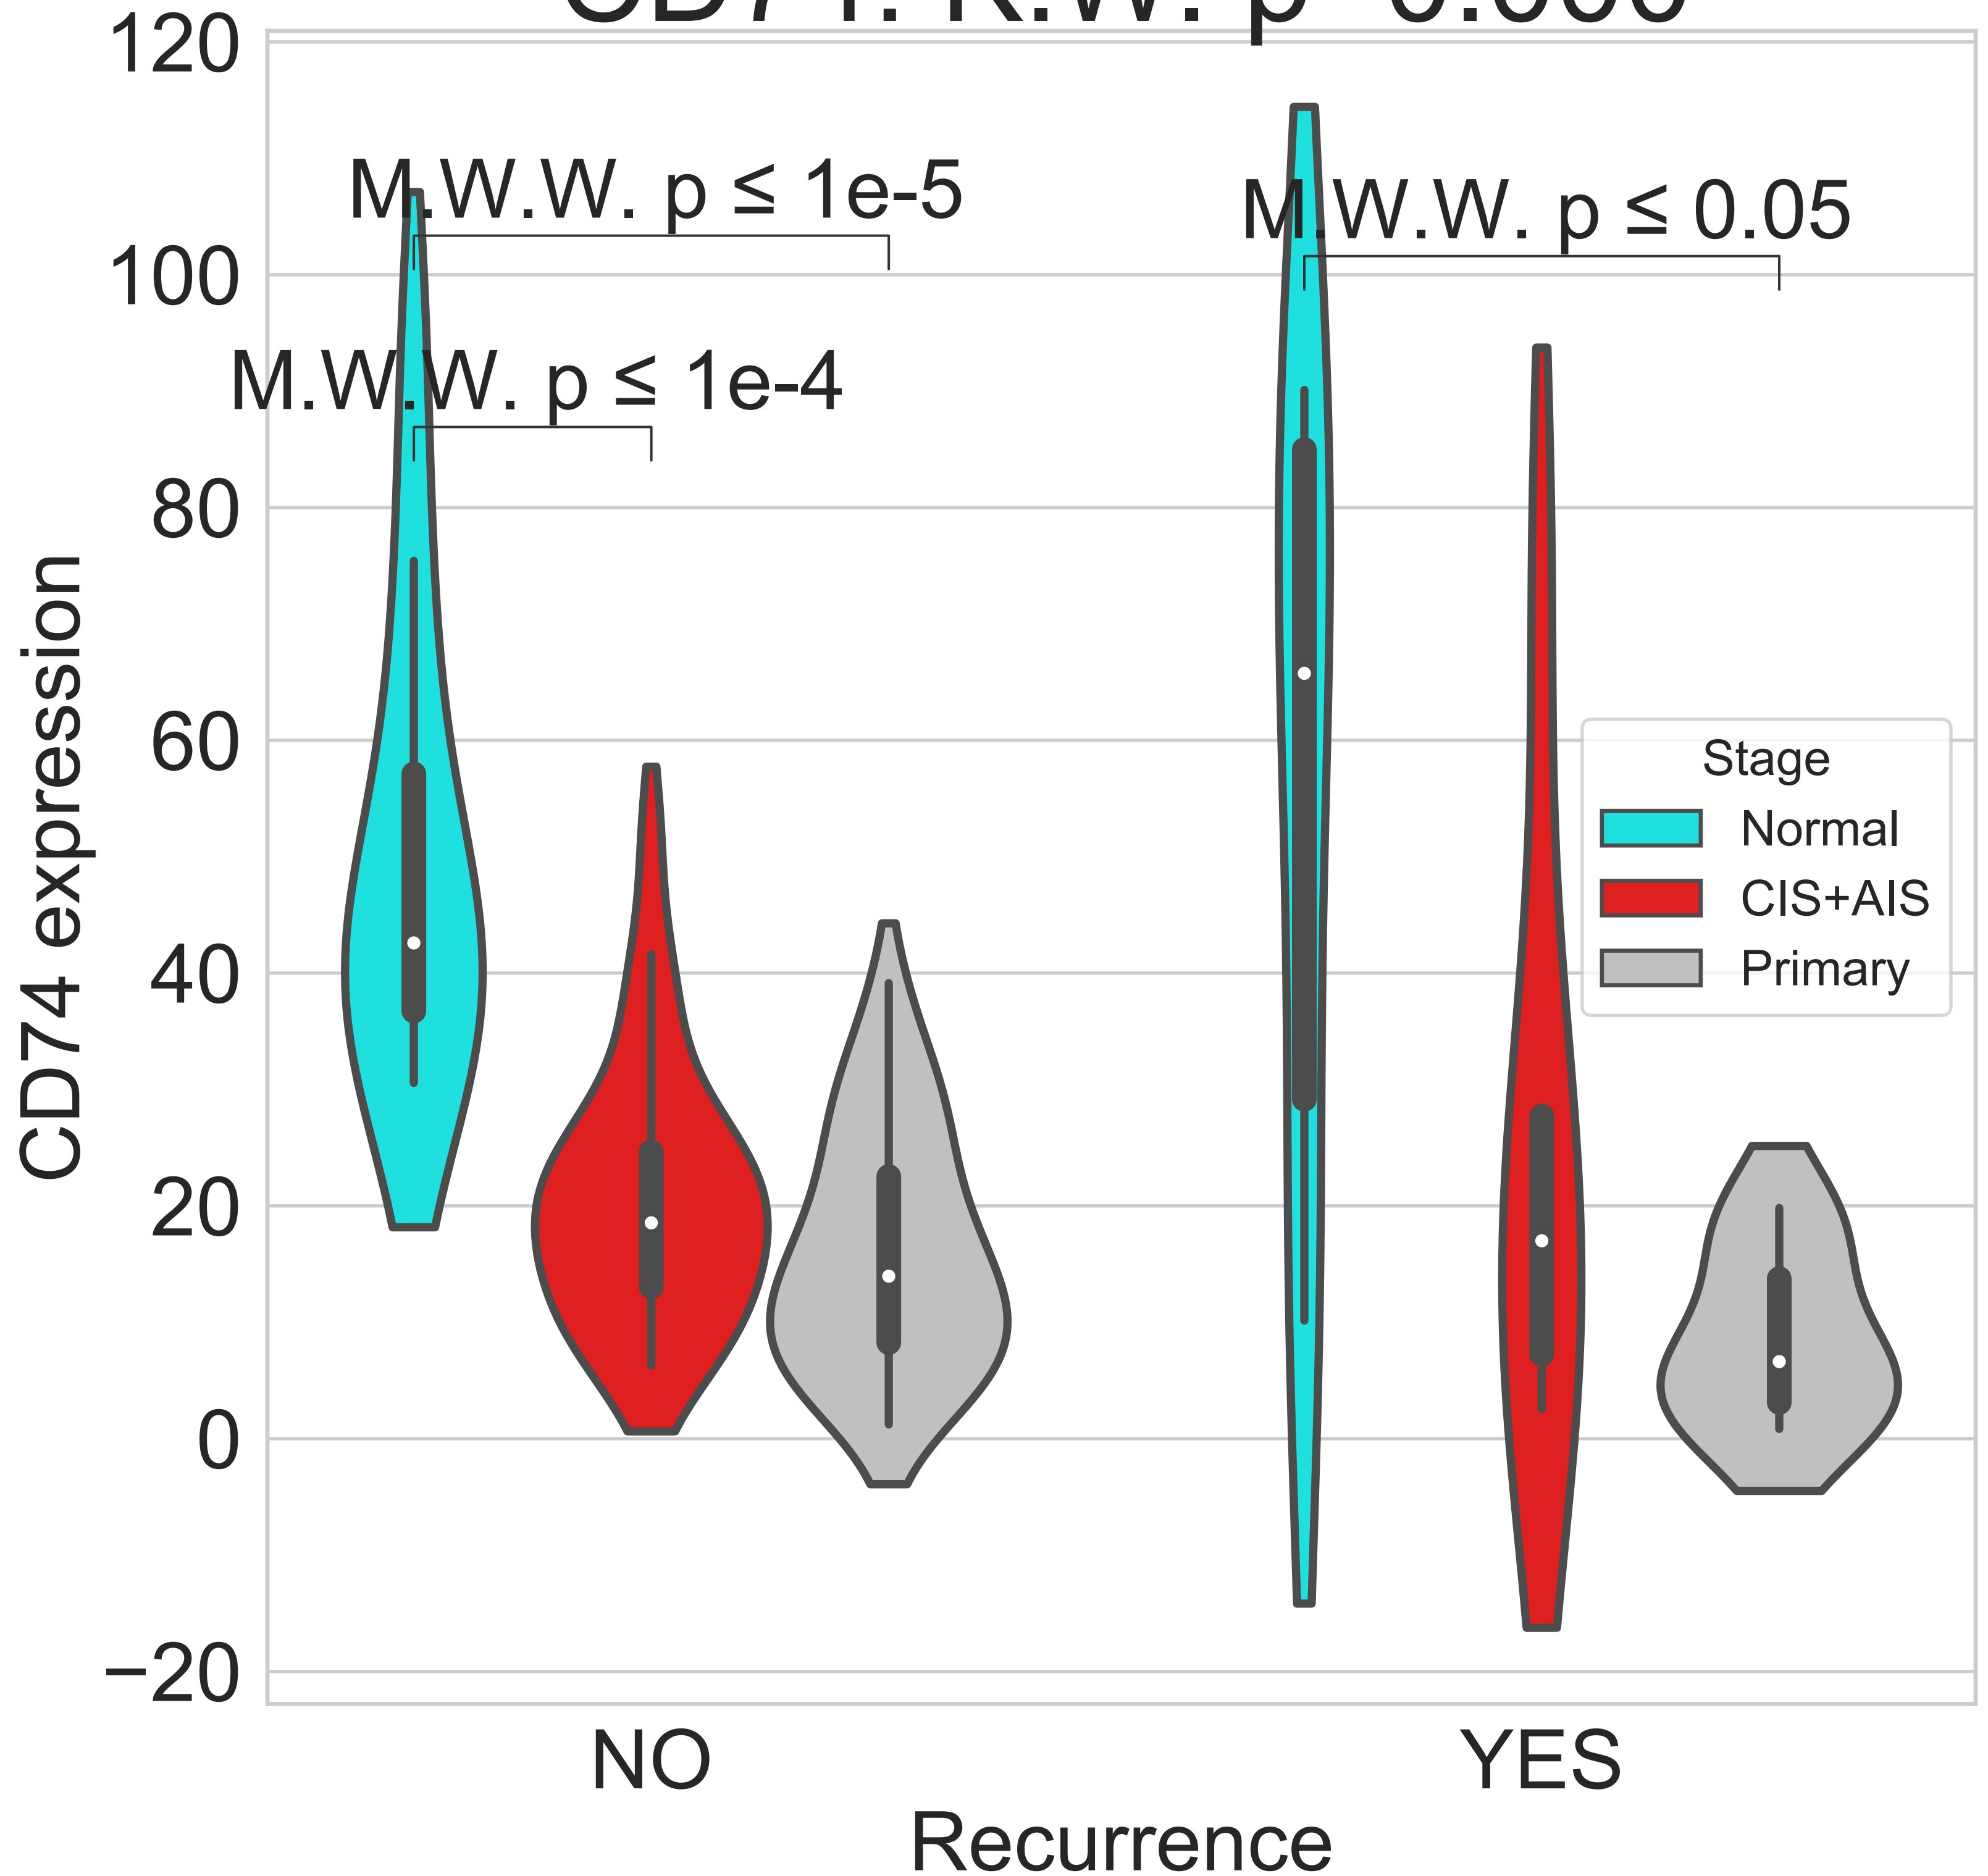 120
M.W.W. p ≤ 1e-5
M.W.W. p ≤ 0.05
100
M.W.W. p ≤ 1e-4
80
60
40
20
0
−20
CD74 expression
Stage
Normal
CIS+AIS
Primary
NO
YES
Recurrence